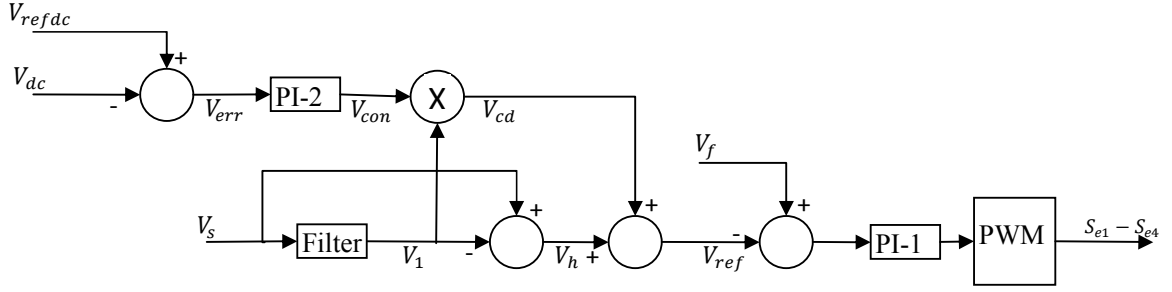 V_refdc
+
V_dc
-
V_err
PI-2
V_con
X
V_cd
V_f
+
+
+
V_s
Filter
V_1
-
V_h
+
V_ref
-
PI-1
PWM
S_e1 − S_e4